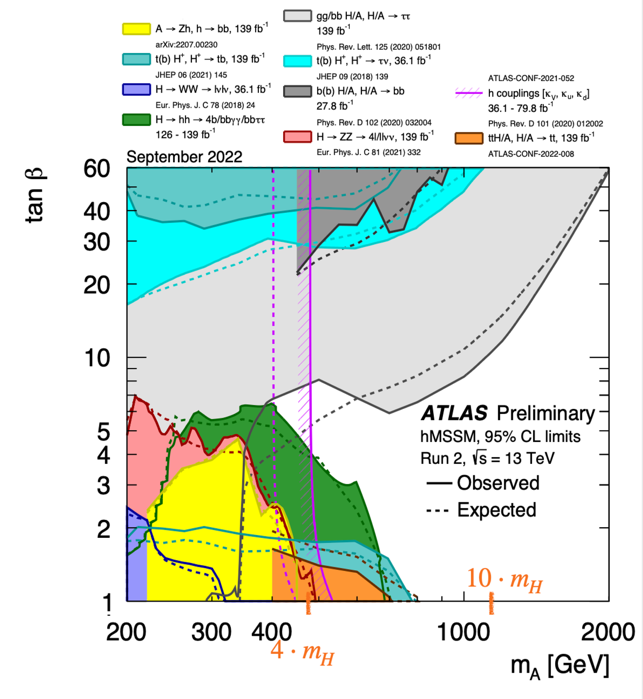 A → Zh, h → bb, 139 fb⁻¹
arXiv:2207.00230
t(b) H⁺, H⁺ → tb, 139 fb⁻¹
JHEP 06 (2021) 145
H → WW → lνlν, 36.1 fb⁻¹
Eur. Phys. J. C 78 (2018) 24
H → hh → 4b/bbγγ/bbττ
126 - 139 fb⁻¹
gg/bb H/A, H/A → ττ
139 fb⁻¹
Phys. Rev. Lett. 125 (2020) 051801
t(b) H⁺, H⁺ → τν, 36.1 fb⁻¹
JHEP 09 (2018) 139
b(b) H/A, H/A → bb
27.8 fb⁻¹
Phys. Rev. D 102 (2020) 032004
H → ZZ → 4l/llνν, 139 fb⁻¹
Eur. Phys. J. C 81 (2021) 332
ATLAS-CONF-2021-052
h couplings [κ_V, κ_u, κ_d]
36.1 - 79.8 fb⁻¹
Phys. Rev. D 101 (2020) 012002
ttH/A, H/A → tt, 139 fb⁻¹
ATLAS-CONF-2022-008
September 2022
tan β
60
40
30
20
10
5
4
3
2
1
ATLAS Preliminary
hMSSM, 95% CL limits
Run 2, √s = 13 TeV
Observed
Expected
10 · m_H
200 300 400 1000 2000
4 · m_H
m_A [GeV]